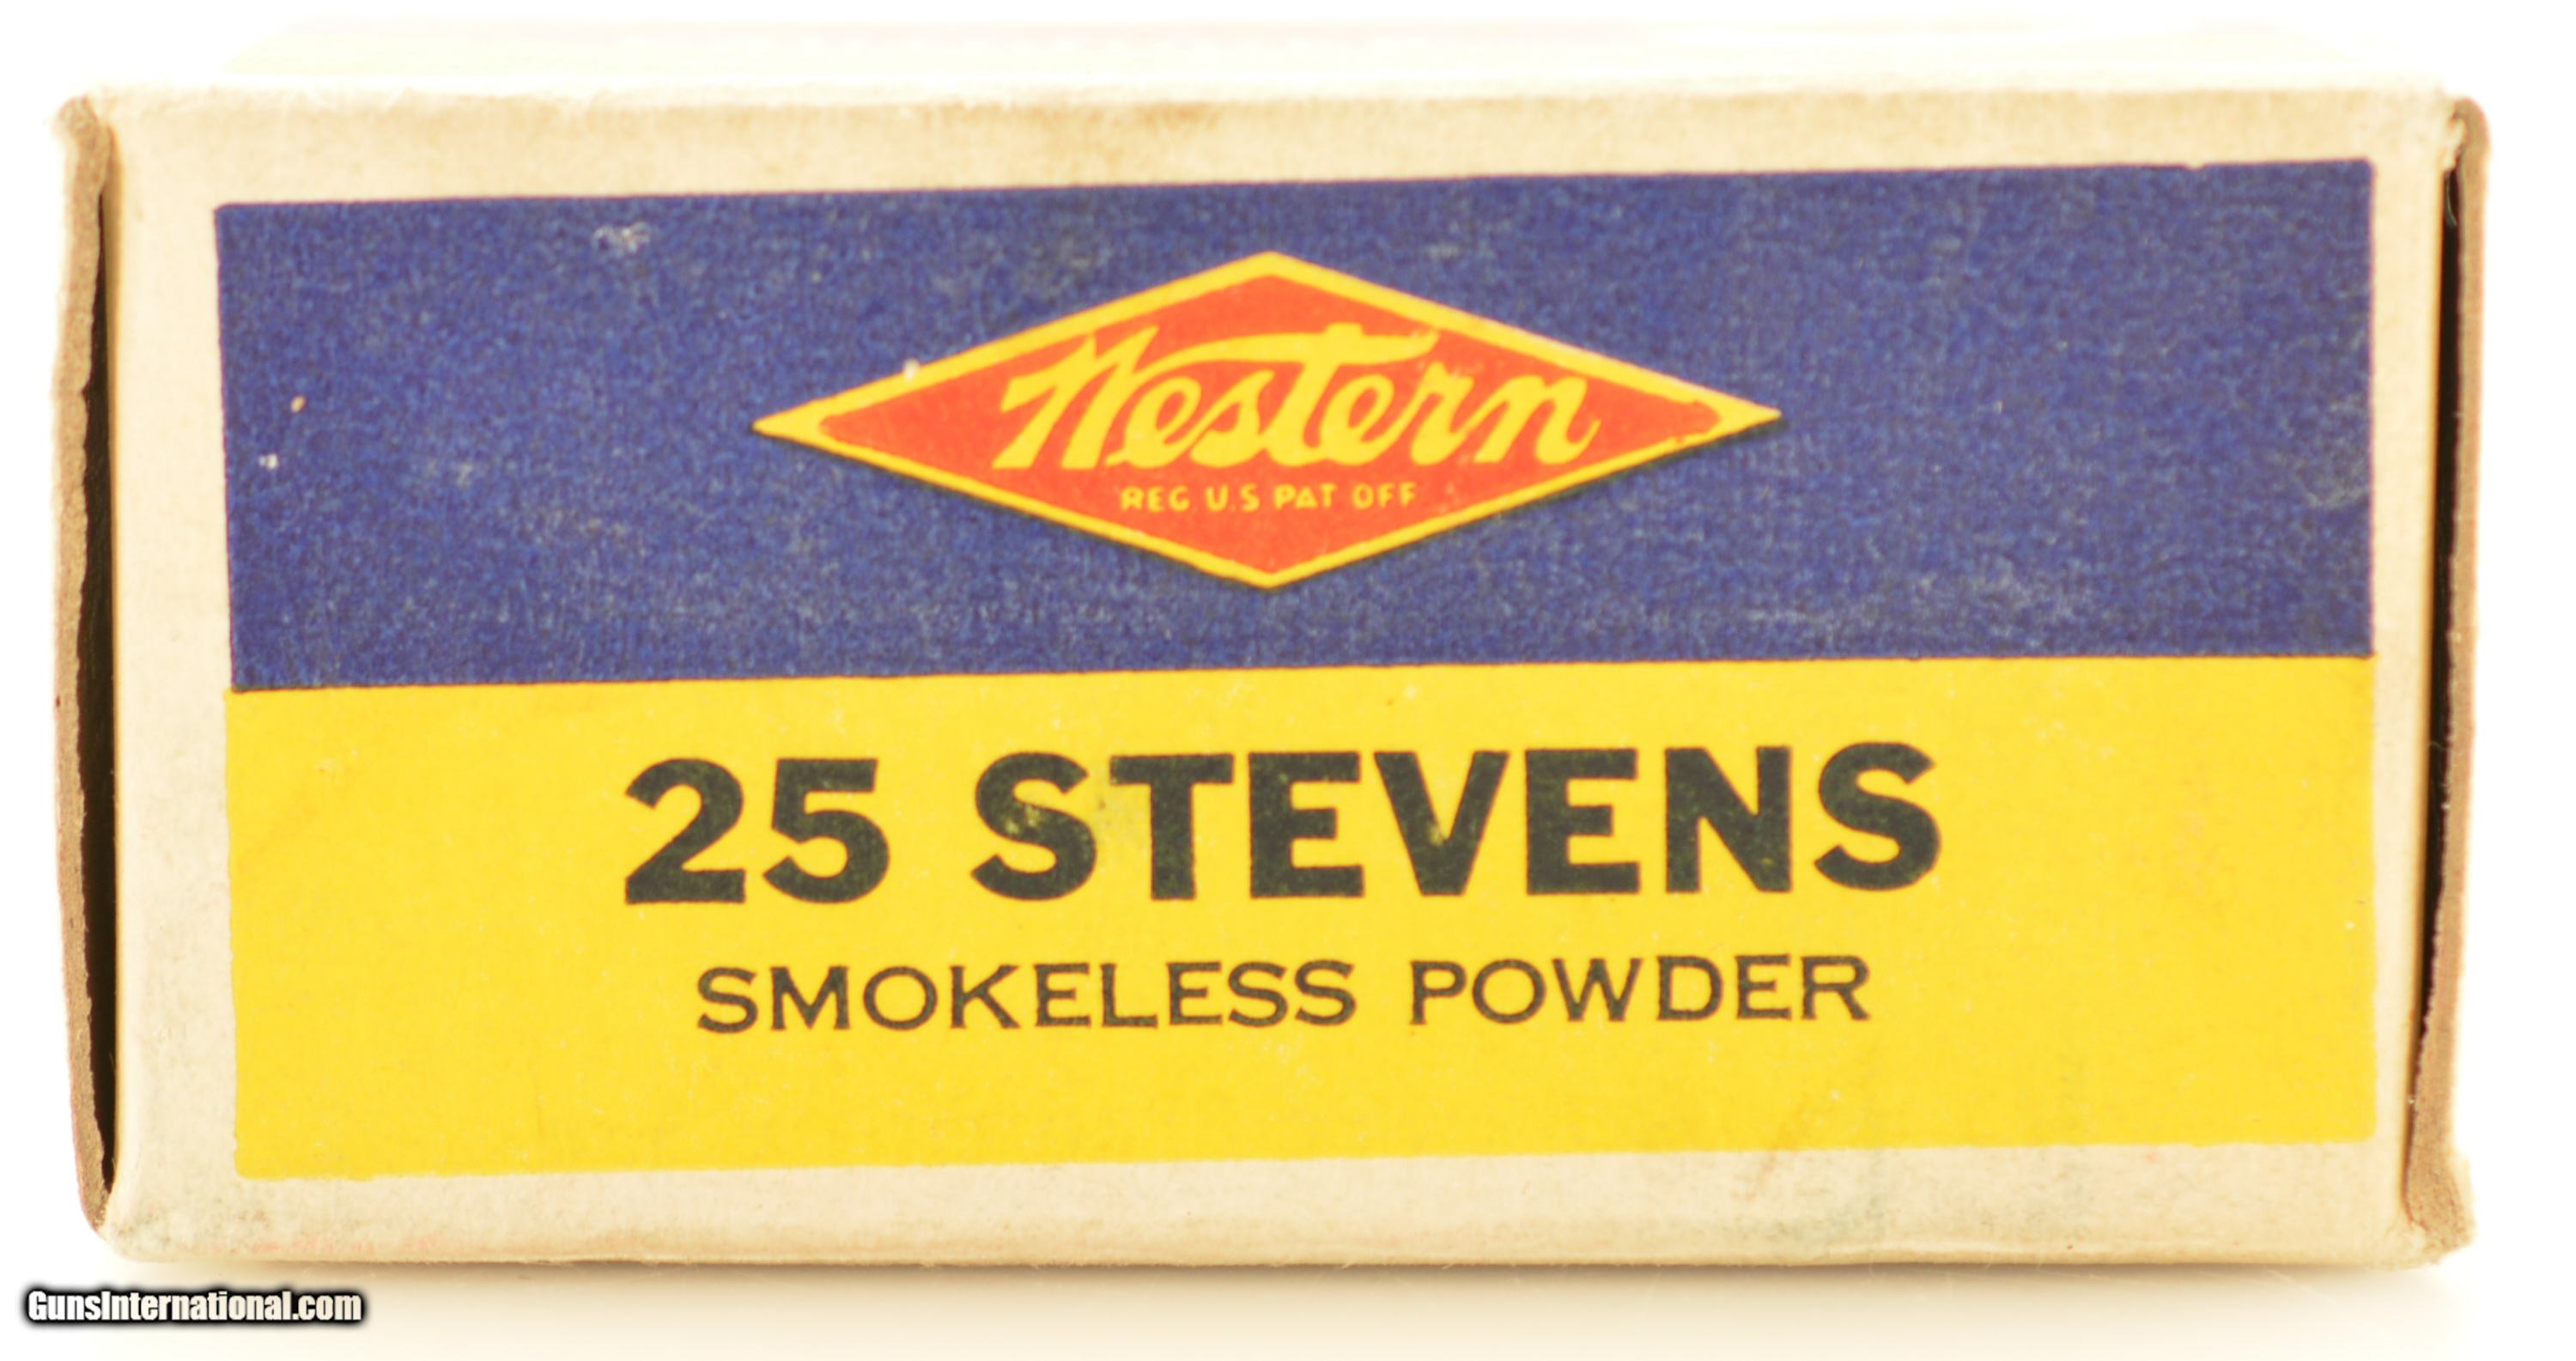 Western
REG. U.S PAT OFF
25 STEVENS
SMOKELESS POWDER
GunsInternational.com